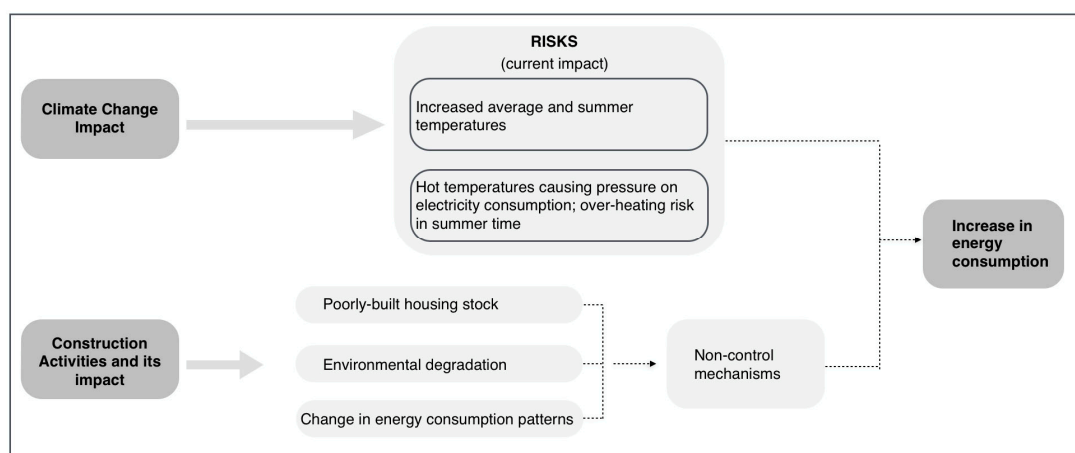 RISKS
(current impact)
Climate Change
Impact
Increased average and summer
temperatures
Hot temperatures causing pressure on
electricity consumption; over-heating risk
in summer time
Increase in
energy
consumption
Poorly-built housing stock
Construction
Activities and its
impact
Environmental degradation
Non-control
mechanisms
Change in energy consumption patterns